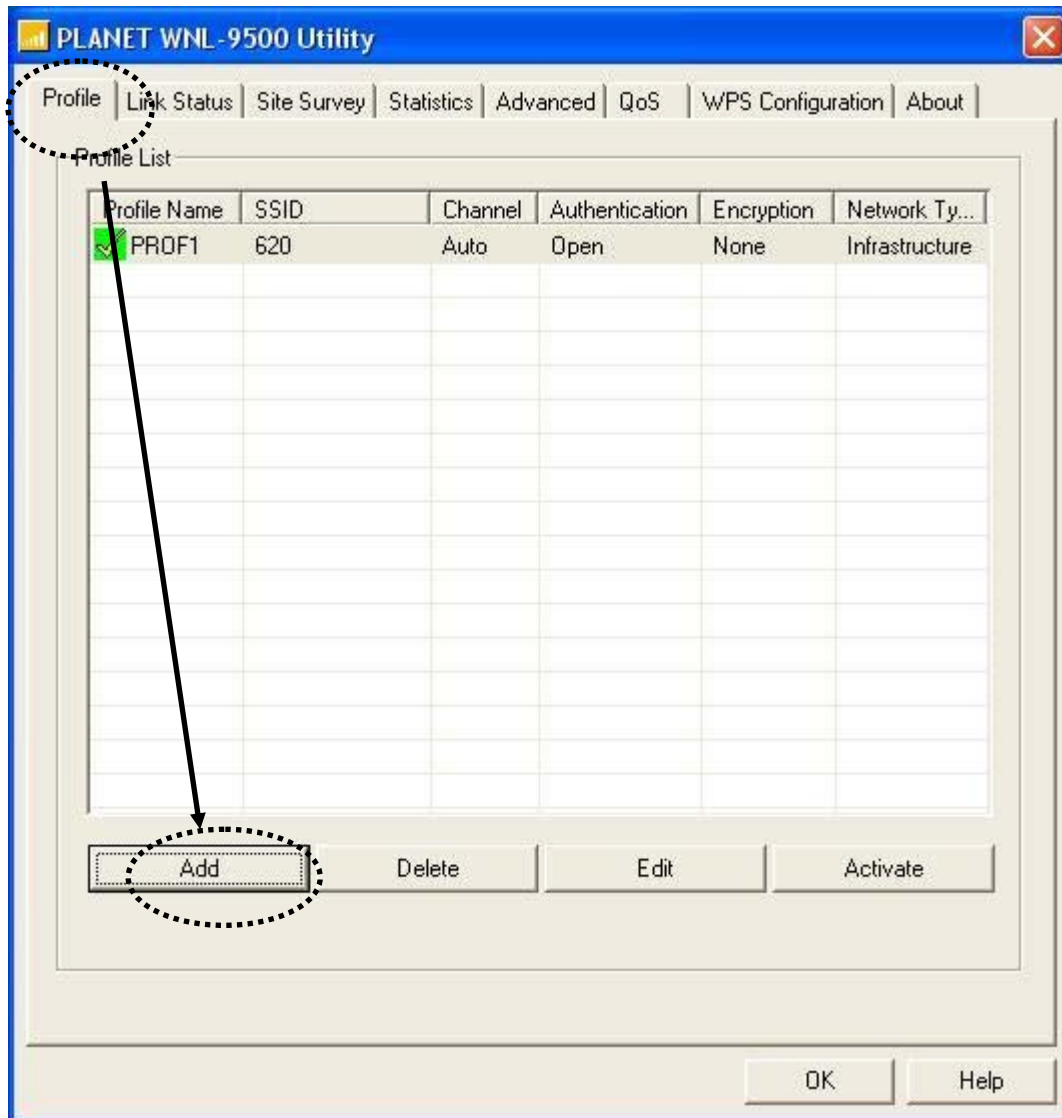 PLANET WNL-9500 Utility
Profile Link Status Site Survey Statistics Advanced QoS WPS Configuration About
Profile List
Profile Name SSID Channel Authentication Encryption Network Ty...
PROF1 620 Auto Open None Infrastructure
Add Delete Edit Activate
OK Help